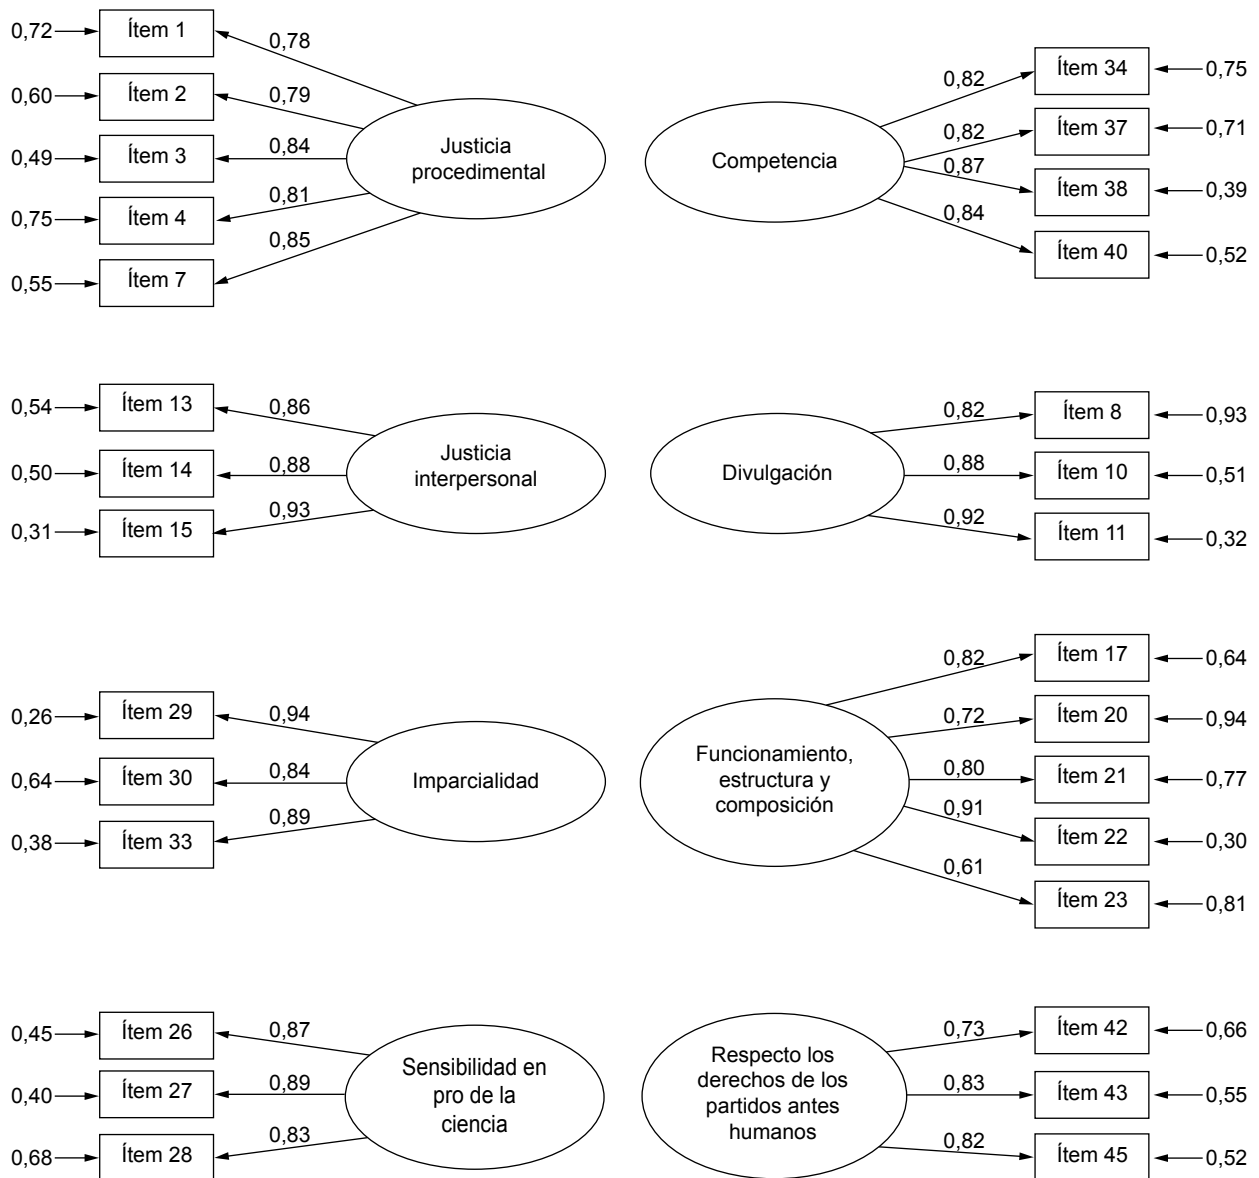 0,72
Ítem 1
0,78
0,60
Ítem 2
0,79
0,49
Ítem 3
0,84
0,75
Ítem 4
0,81
0,55
Ítem 7
0,85
Justicia
procedimental
Competencia
0,82
Ítem 34
0,75
0,82
Ítem 37
0,71
0,87
Ítem 38
0,39
0,84
Ítem 40
0,52
0,54
Ítem 13
0,86
0,50
Ítem 14
0,88
0,31
Ítem 15
0,93
Justicia
interpersonal
Divulgación
0,82
Ítem 8
0,93
0,88
Ítem 10
0,51
0,92
Ítem 11
0,32
0,26
Ítem 29
0,94
0,64
Ítem 30
0,84
0,38
Ítem 33
0,89
Imparcialidad
Funcionamiento,
estructura y
composición
0,82
Ítem 17
0,64
0,72
Ítem 20
0,94
0,80
Ítem 21
0,77
0,91
Ítem 22
0,30
0,61
Ítem 23
0,81
0,45
Ítem 26
0,87
0,40
Ítem 27
0,89
0,68
Ítem 28
0,83
Sensibilidad en
pro de la
ciencia
Respecto los
derechos de los
partidos antes
humanos
0,73
Ítem 42
0,66
0,83
Ítem 43
0,55
0,82
Ítem 45
0,52